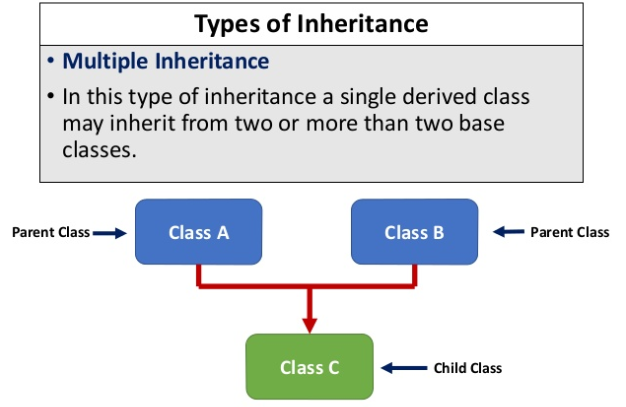 Types of Inheritance
• Multiple Inheritance
• In this type of inheritance a single derived class
may inherit from two or more than two base
classes.
Parent Class Class A Class B Parent Class
Class C Child Class